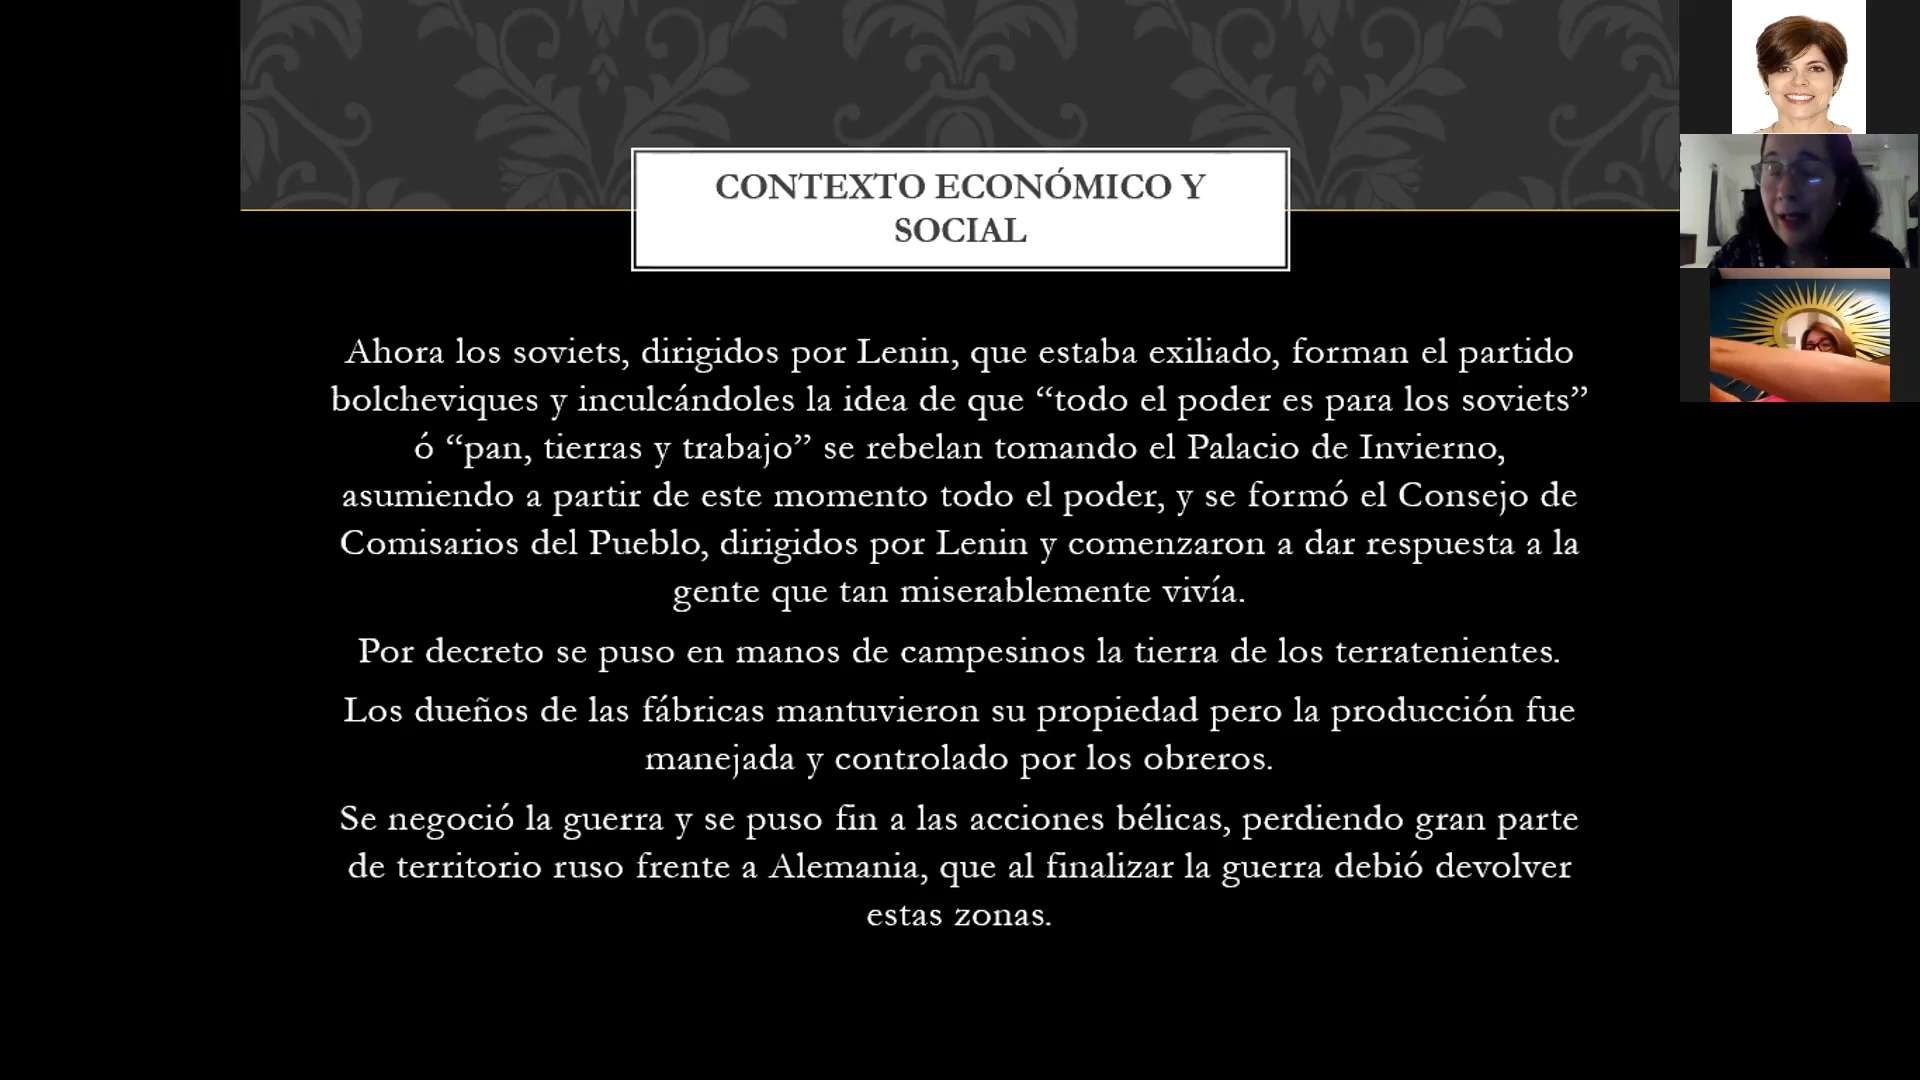 CONTEXTO ECONÓMICO Y
SOCIAL
Ahora los soviets, dirigidos por Lenin, que estaba exiliado, forman el partido
bolcheviques y inculcándoles la idea de que “todo el poder es para los soviets”
ó “pan, tierras y trabajo” se rebelan tomando el Palacio de Invierno,
asumiendo a partir de este momento todo el poder, y se formó el Consejo de
Comisarios del Pueblo, dirigidos por Lenin y comenzaron a dar respuesta a la
gente que tan miserablemente vivía.
Por decreto se puso en manos de campesinos la tierra de los terratenientes.
Los dueños de las fábricas mantuvieron su propiedad pero la producción fue
manejada y controlado por los obreros.
Se negoció la guerra y se puso fin a las acciones bélicas, perdiendo gran parte
de territorio ruso frente a Alemania, que al finalizar la guerra debió devolver
estas zonas.